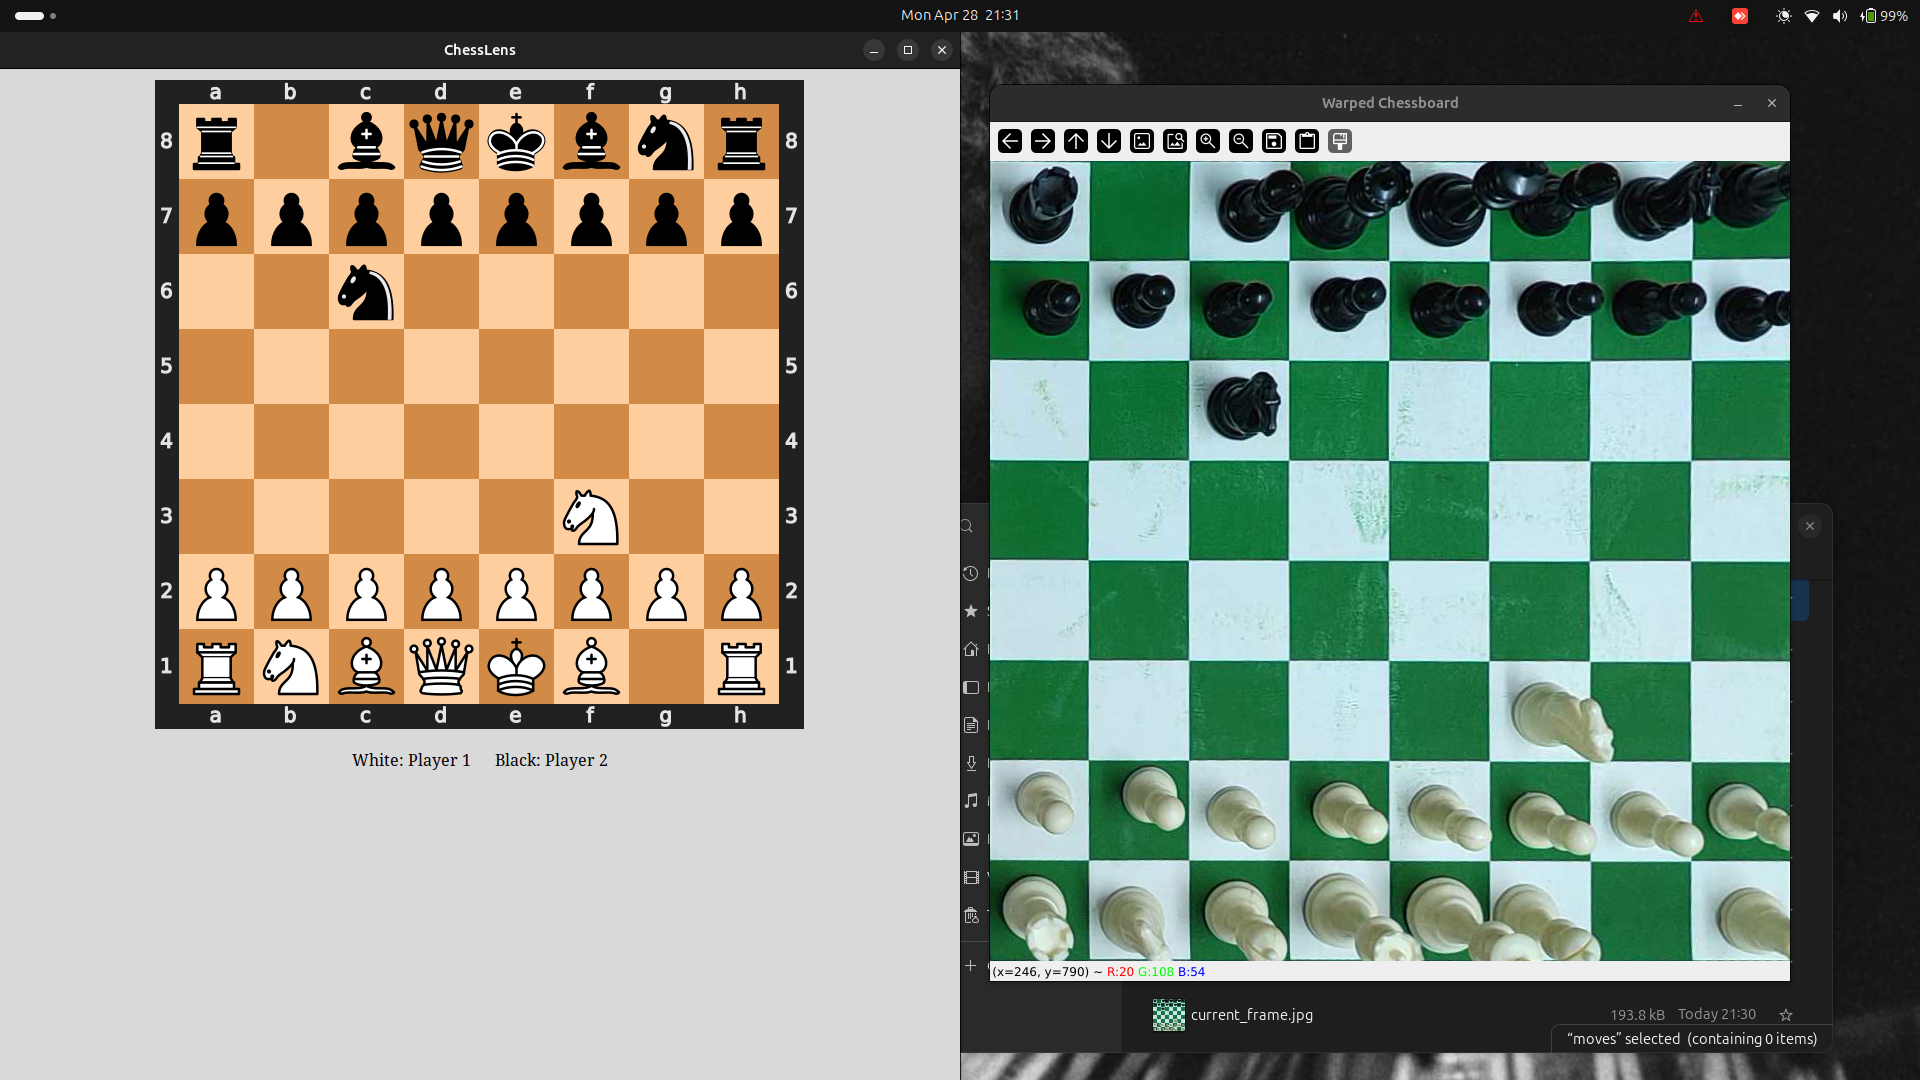 Mon Apr 28 21:31
99%
ChessLens
a b c d e f g h
8 8
7 7
6 6
5 5
4 4
3 3
2 2
1 1
a b c d e f g h
White: Player 1 Black: Player 2
Warped Chessboard
(x=246, y=790) ~ R:20 G:108 B:54
current_frame.jpg 193.8 kB Today 21:30
“moves” selected (containing 0 items)